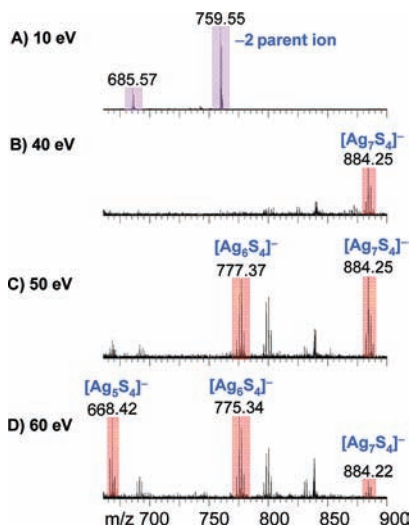 759.55
A) 10 eV
–2 parent ion
685.57
B) 40 eV
[Ag₇S₄]⁻
884.25
[Ag₆S₄]⁻
[Ag₇S₄]⁻
C) 50 eV
777.37
884.25
[Ag₅S₄]⁻
[Ag₆S₄]⁻
D) 60 eV
668.42
775.34
[Ag₇S₄]⁻
884.22
m/z 700 750 800 850 900